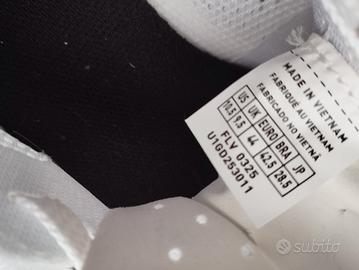 MADE IN VIETNAM
FABRIQUÉ AU VIETNAM
FABRICADO NO VIETNÃ
US UK EURO BRA JP
10.5 9.5 44 42.5 28.5
FLV 0325
U1GD253011
subito